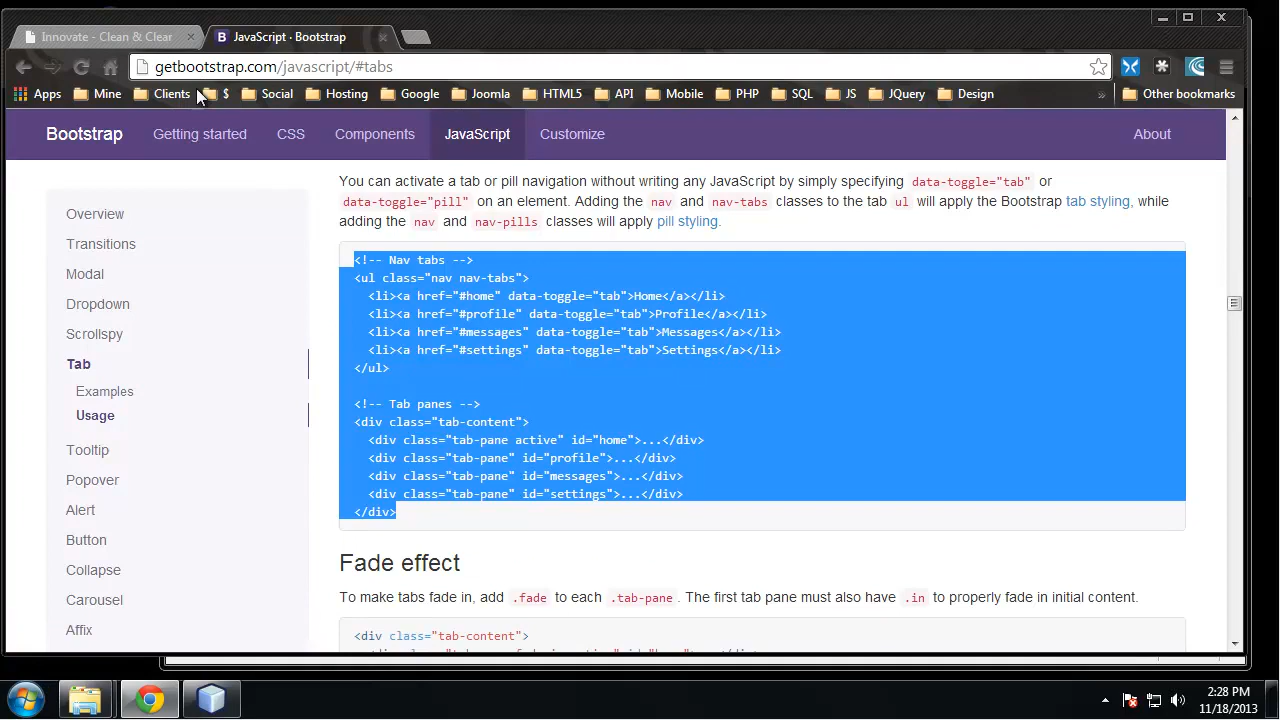 Innovate - Clean & Clear
JavaScript · Bootstrap
getbootstrap.com/javascript/#tabs
Apps Mine Clients $ Social Hosting Google Joomla HTML5 API Mobile PHP SQL JS JQuery Design » Other bookmarks
Bootstrap Getting started CSS Components JavaScript Customize About
Overview
Transitions
Modal
Dropdown
Scrollspy
Tab
Examples
Usage
Tooltip
Popover
Alert
Button
Collapse
Carousel
Affix
You can activate a tab or pill navigation without writing any JavaScript by simply specifying data-toggle="tab" or
data-toggle="pill" on an element. Adding the nav and nav-tabs classes to the tab ul will apply the Bootstrap tab styling, while
adding the nav and nav-pills classes will apply pill styling.
<!-- Nav tabs -->
<ul class="nav nav-tabs">
<li><a href="#home" data-toggle="tab">Home</a></li>
<li><a href="#profile" data-toggle="tab">Profile</a></li>
<li><a href="#messages" data-toggle="tab">Messages</a></li>
<li><a href="#settings" data-toggle="tab">Settings</a></li>
</ul>
<!-- Tab panes -->
<div class="tab-content">
<div class="tab-pane active" id="home">...</div>
<div class="tab-pane" id="profile">...</div>
<div class="tab-pane" id="messages">...</div>
<div class="tab-pane" id="settings">...</div>
</div>
Fade effect
To make tabs fade in, add .fade to each .tab-pane. The first tab pane must also have .in to properly fade in initial content.
<div class="tab-content">
2:28 PM
11/18/2013